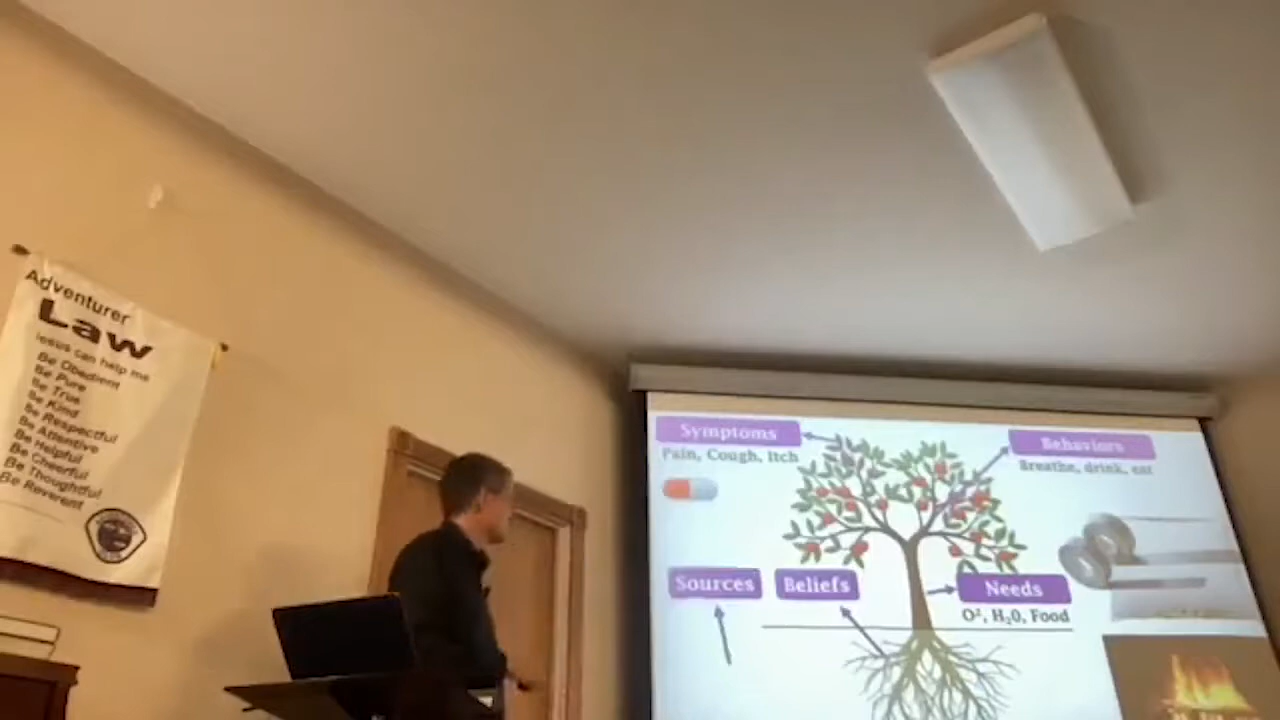 Adventurer
Law
Jesus can help me
Be Obedient
Be Pure
Be True
Be Kind
Be Respectful
Be Attentive
Be Helpful
Be Cheerful
Be Thoughtful
Be Reverent
Symptoms
Pain, Cough, Itch
Behaviors
Breathe, drink, eat
Sources
Beliefs
Needs
O², H₂0, Food